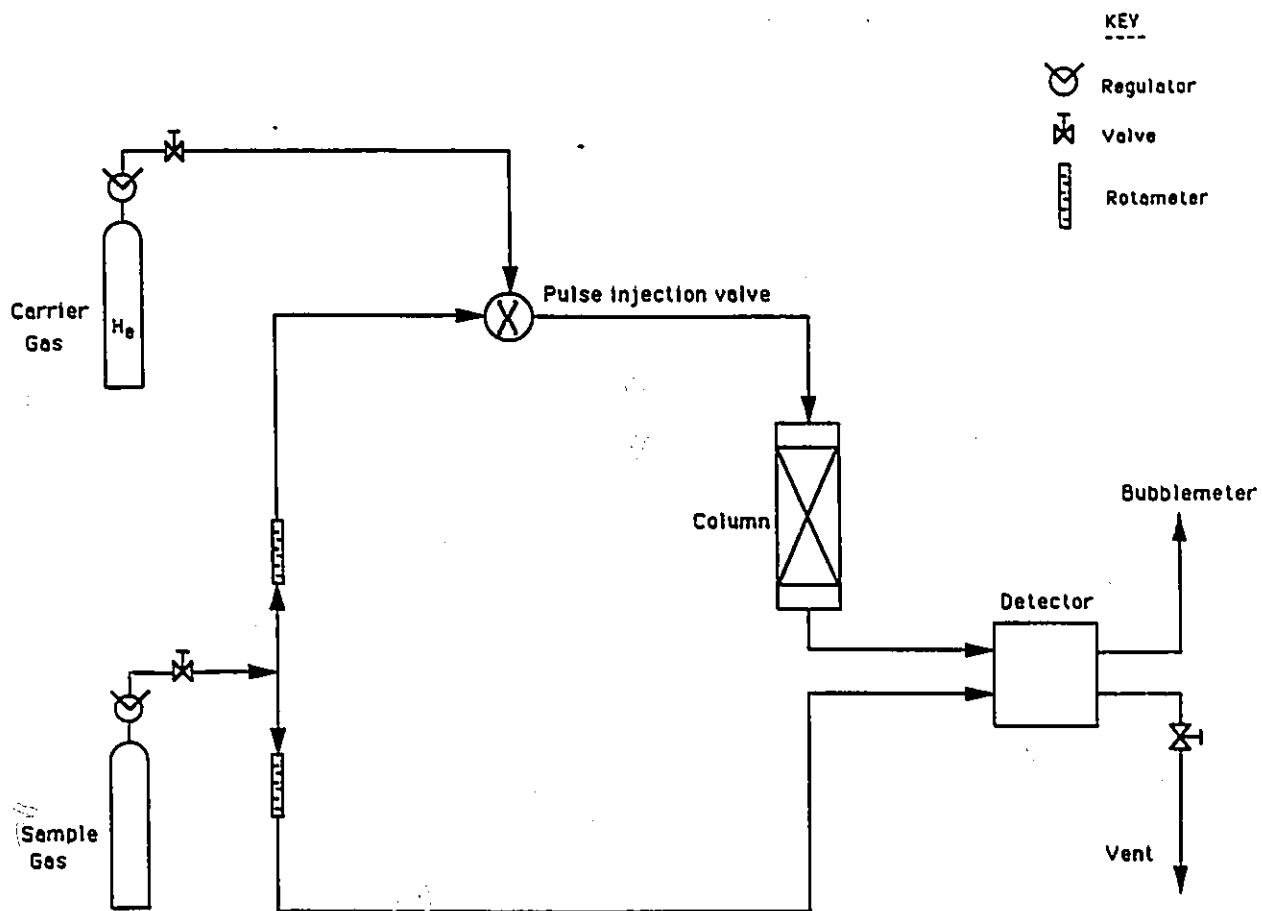 KEY
Regulator
Valve
Rotameter
Carrier
Gas
He
Pulse injection valve
Column
Bubblemeter
Detector
Sample
Gas
Vent